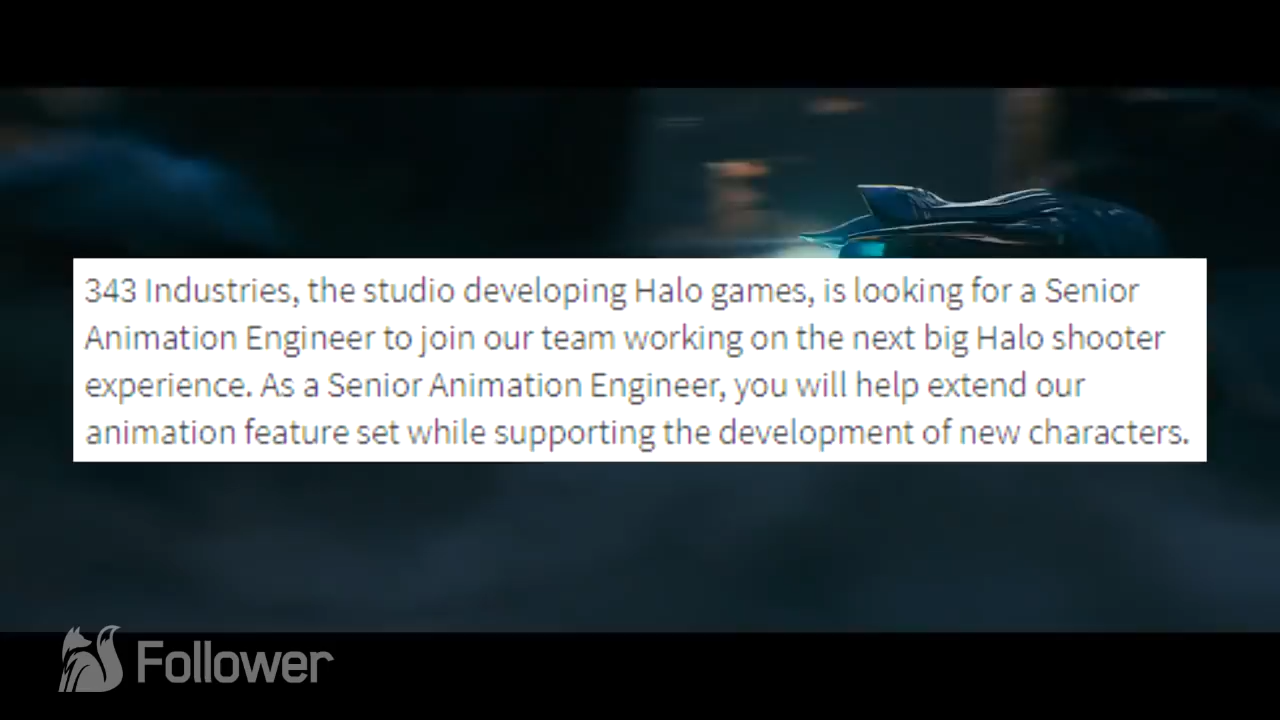 343 Industries, the studio developing Halo games, is looking for a Senior
Animation Engineer to join our team working on the next big Halo shooter
experience. As a Senior Animation Engineer, you will help extend our
animation feature set while supporting the development of new characters.
Follower